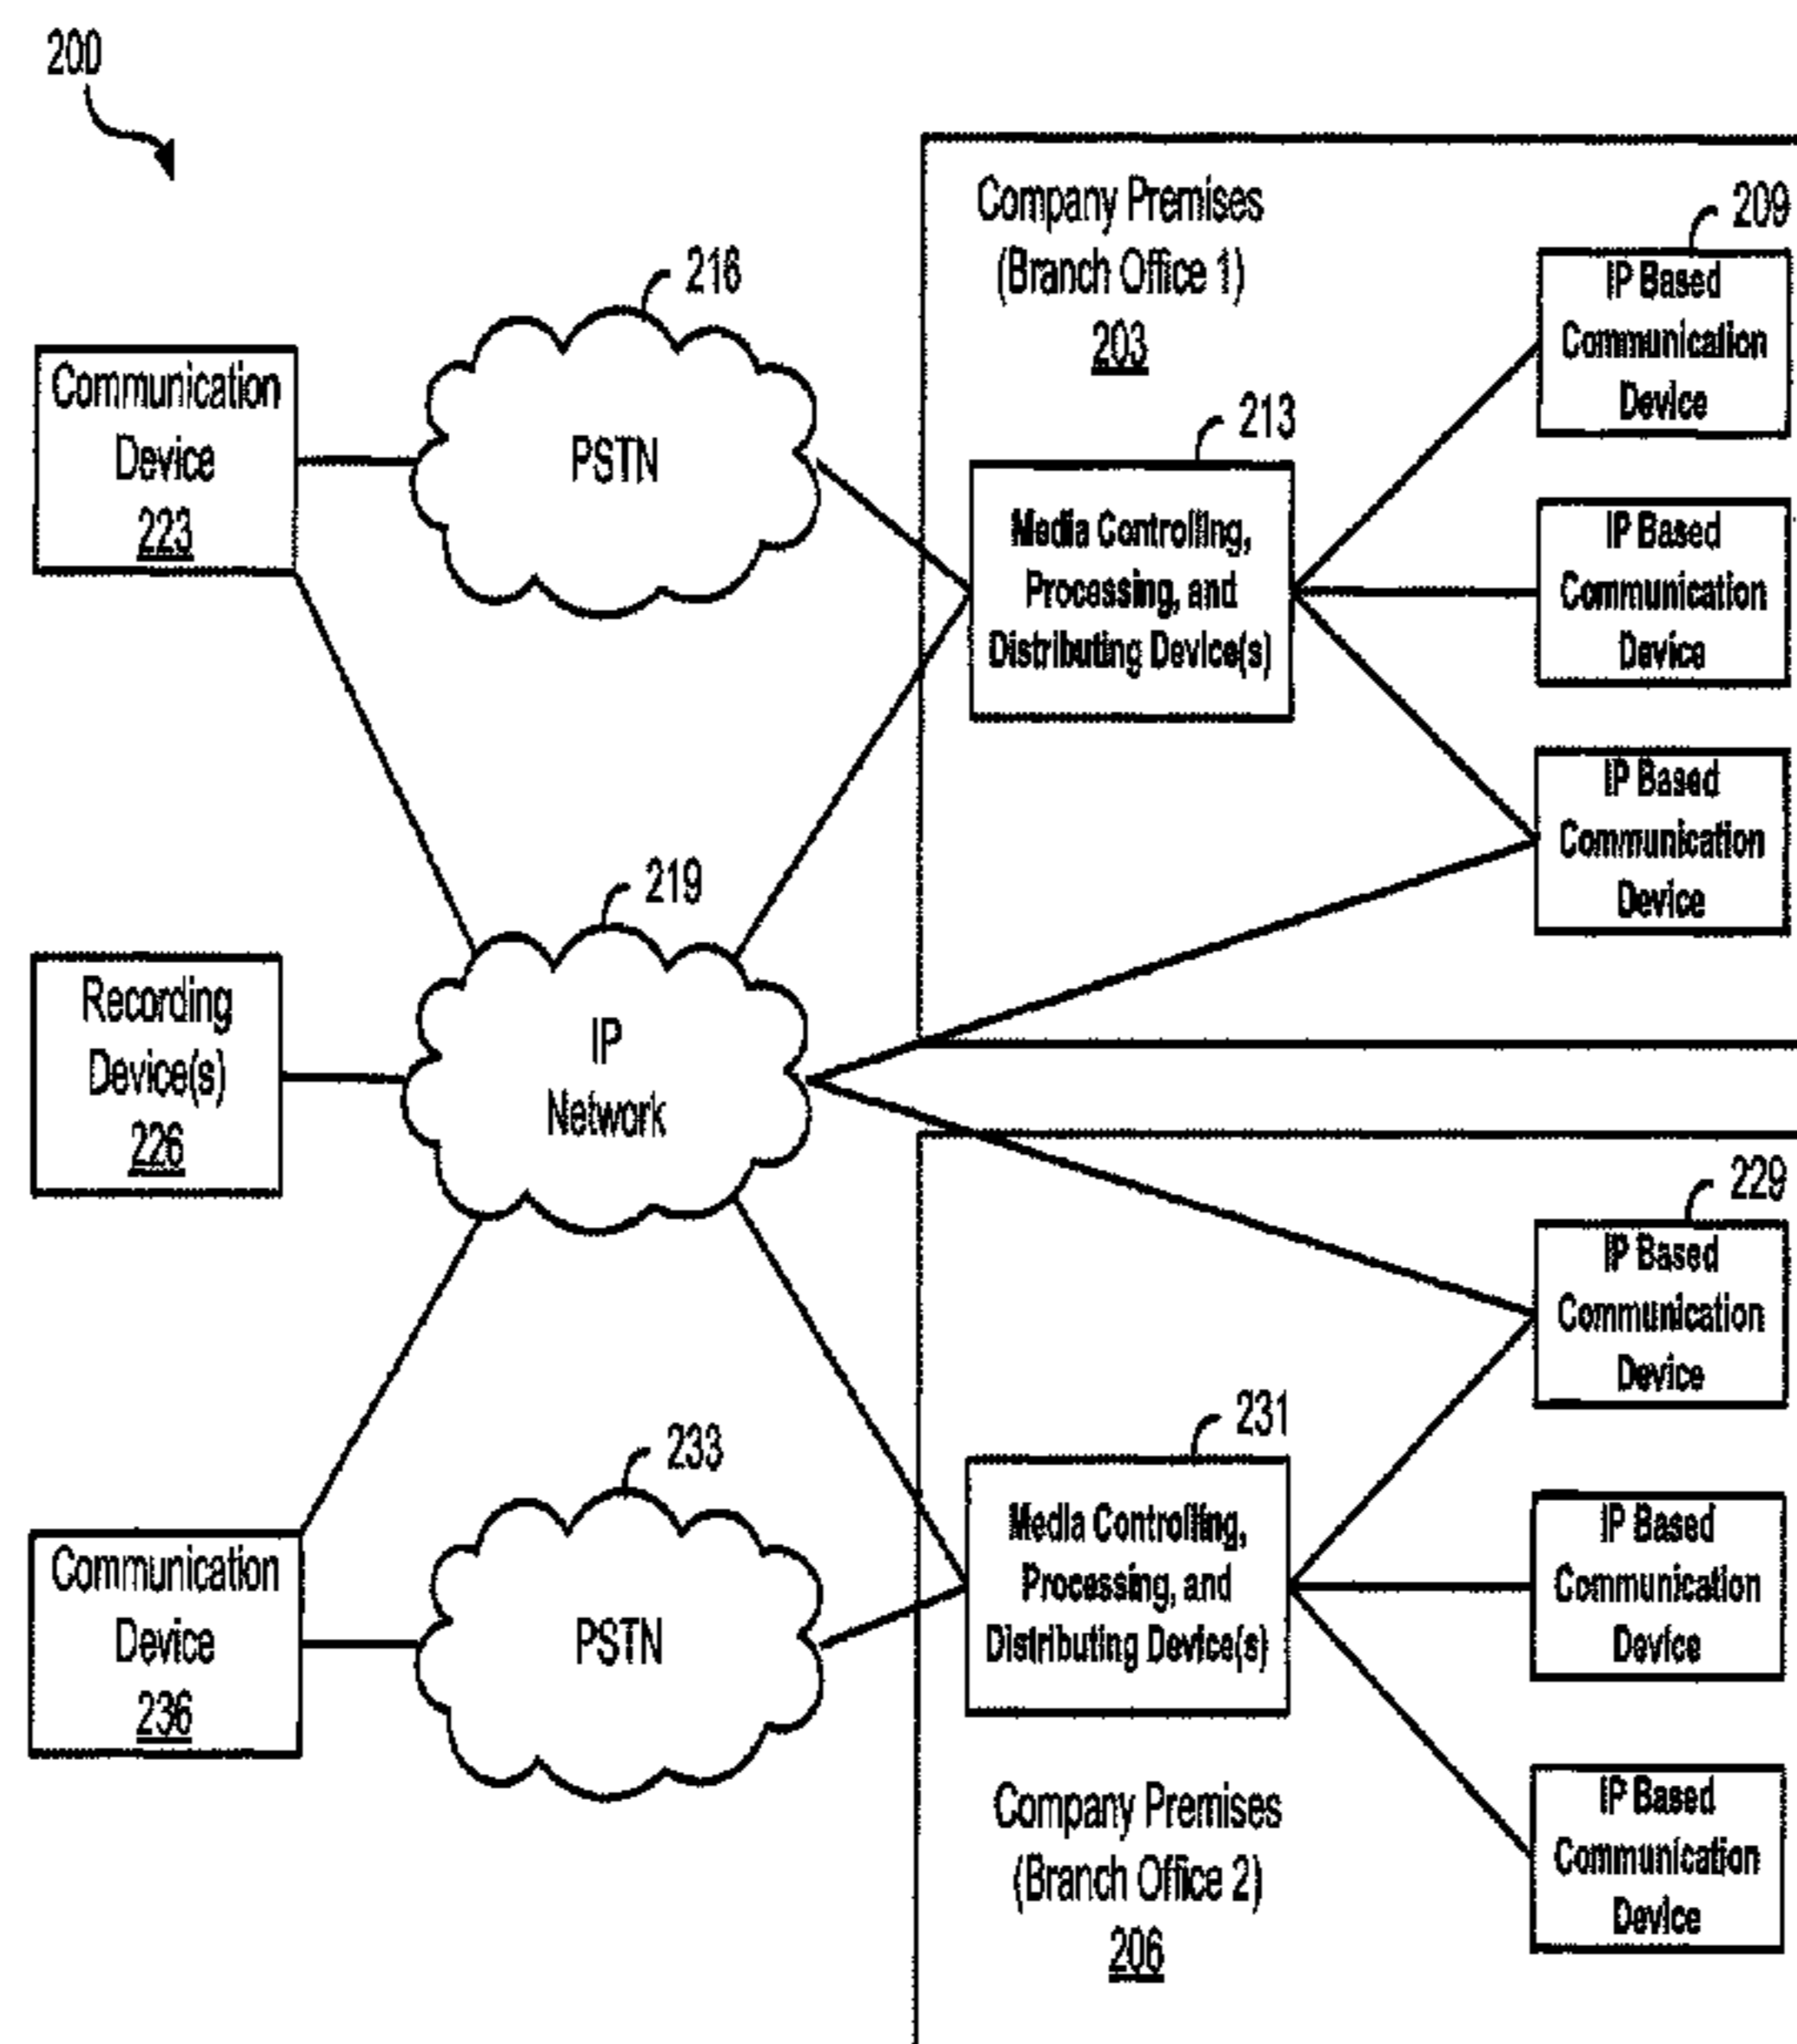 200
Company Premises
(Branch Office 1)
203
209
IP Based
Communication
Device
216
PSTN
Communication
Device
223
213
Media Controlling,
Processing, and
Distributing Device(s)
IP Based
Communication
Device
IP Based
Communication
Device
219
IP
Network
Recording
Device(s)
226
229
IP Based
Communication
Device
231
Media Controlling,
Processing, and
Distributing Device(s)
233
PSTN
Communication
Device
236
IP Based
Communication
Device
IP Based
Communication
Device
Company Premises
(Branch Office 2)
206